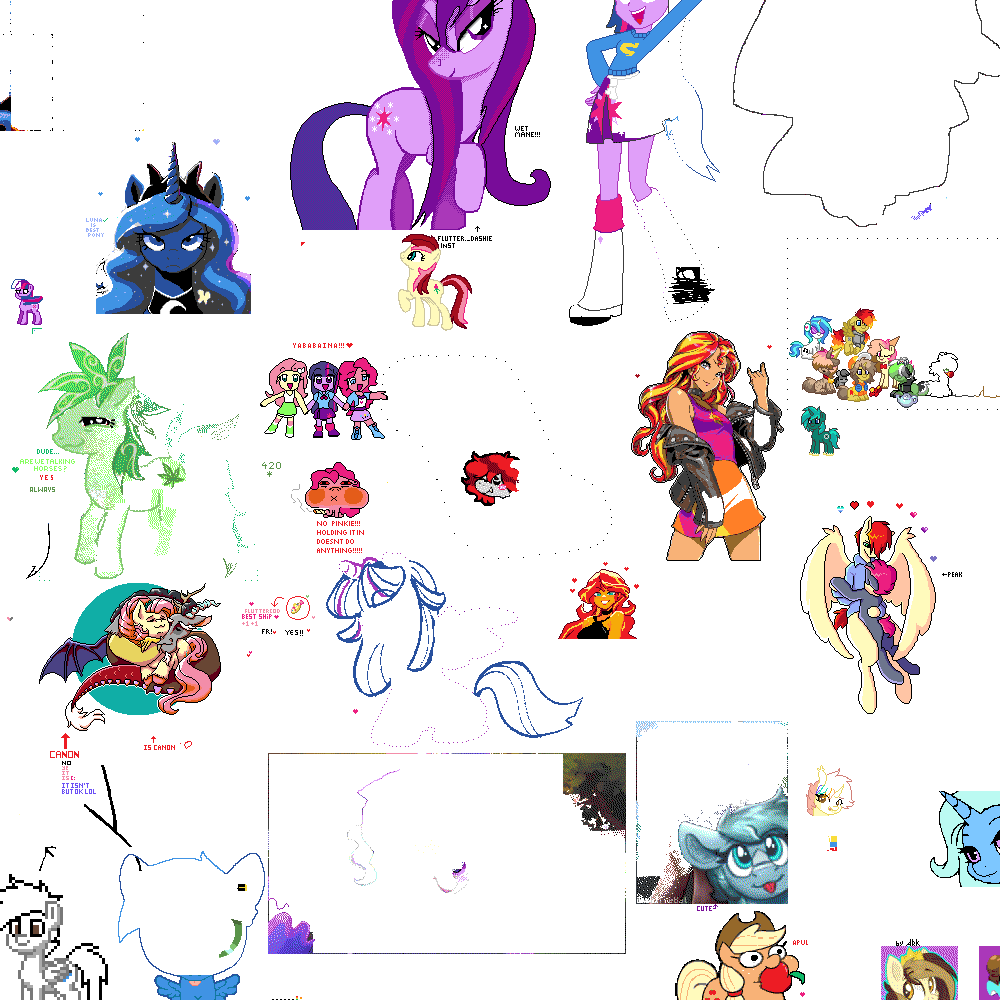 WET
MANE!!!
LUNA
IS
BEST
PONY
FLUTTER...DASHIE
INST
YABABAINA!!!
DUDE...
ARE WE TALKING
HORSES?
YES
ALWAYS
420
NO PINKIE!!!
HOLDING IT IN
DOESNT DO
ANYTHING!!!!!
←PEAK
BEST SHIP
+1+1
FR!
YES!!
CANON
IS CANON
NO
IT
IS
IT ISN'T
BUT OK LOL
CUTE
APUL
by .dbk